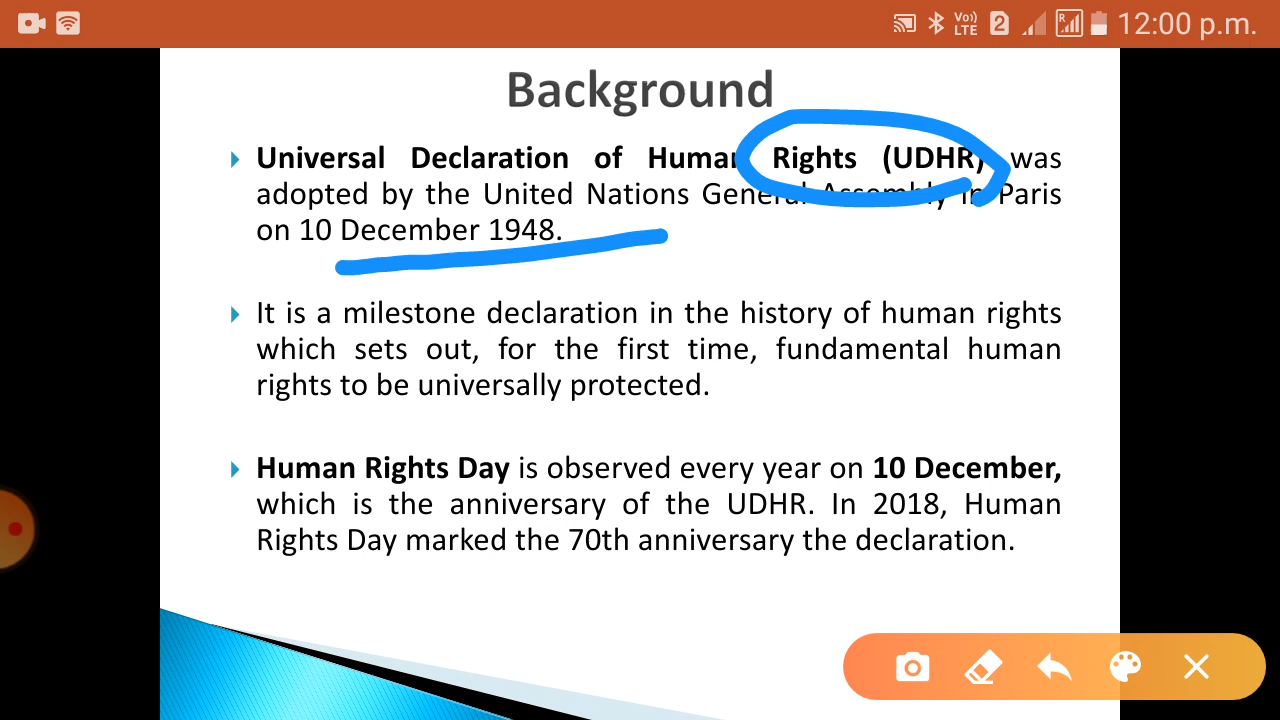 Vo)) LTE 2 R 12:00 p.m.
Background
Universal Declaration of Human Rights (UDHR) was
adopted by the United Nations General Assembly in Paris
on 10 December 1948.
It is a milestone declaration in the history of human rights
which sets out, for the first time, fundamental human
rights to be universally protected.
Human Rights Day is observed every year on 10 December,
which is the anniversary of the UDHR. In 2018, Human
Rights Day marked the 70th anniversary the declaration.